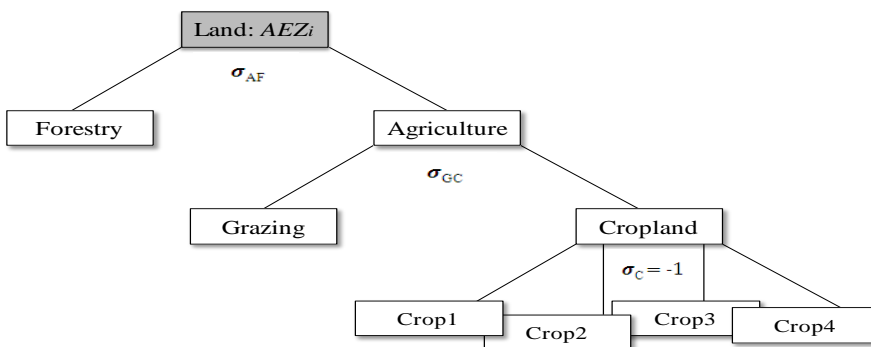 Land: AEZi
σAF
Forestry
Agriculture
σGC
Grazing
Cropland
σC = -1
Crop1
Crop2
Crop3
Crop4